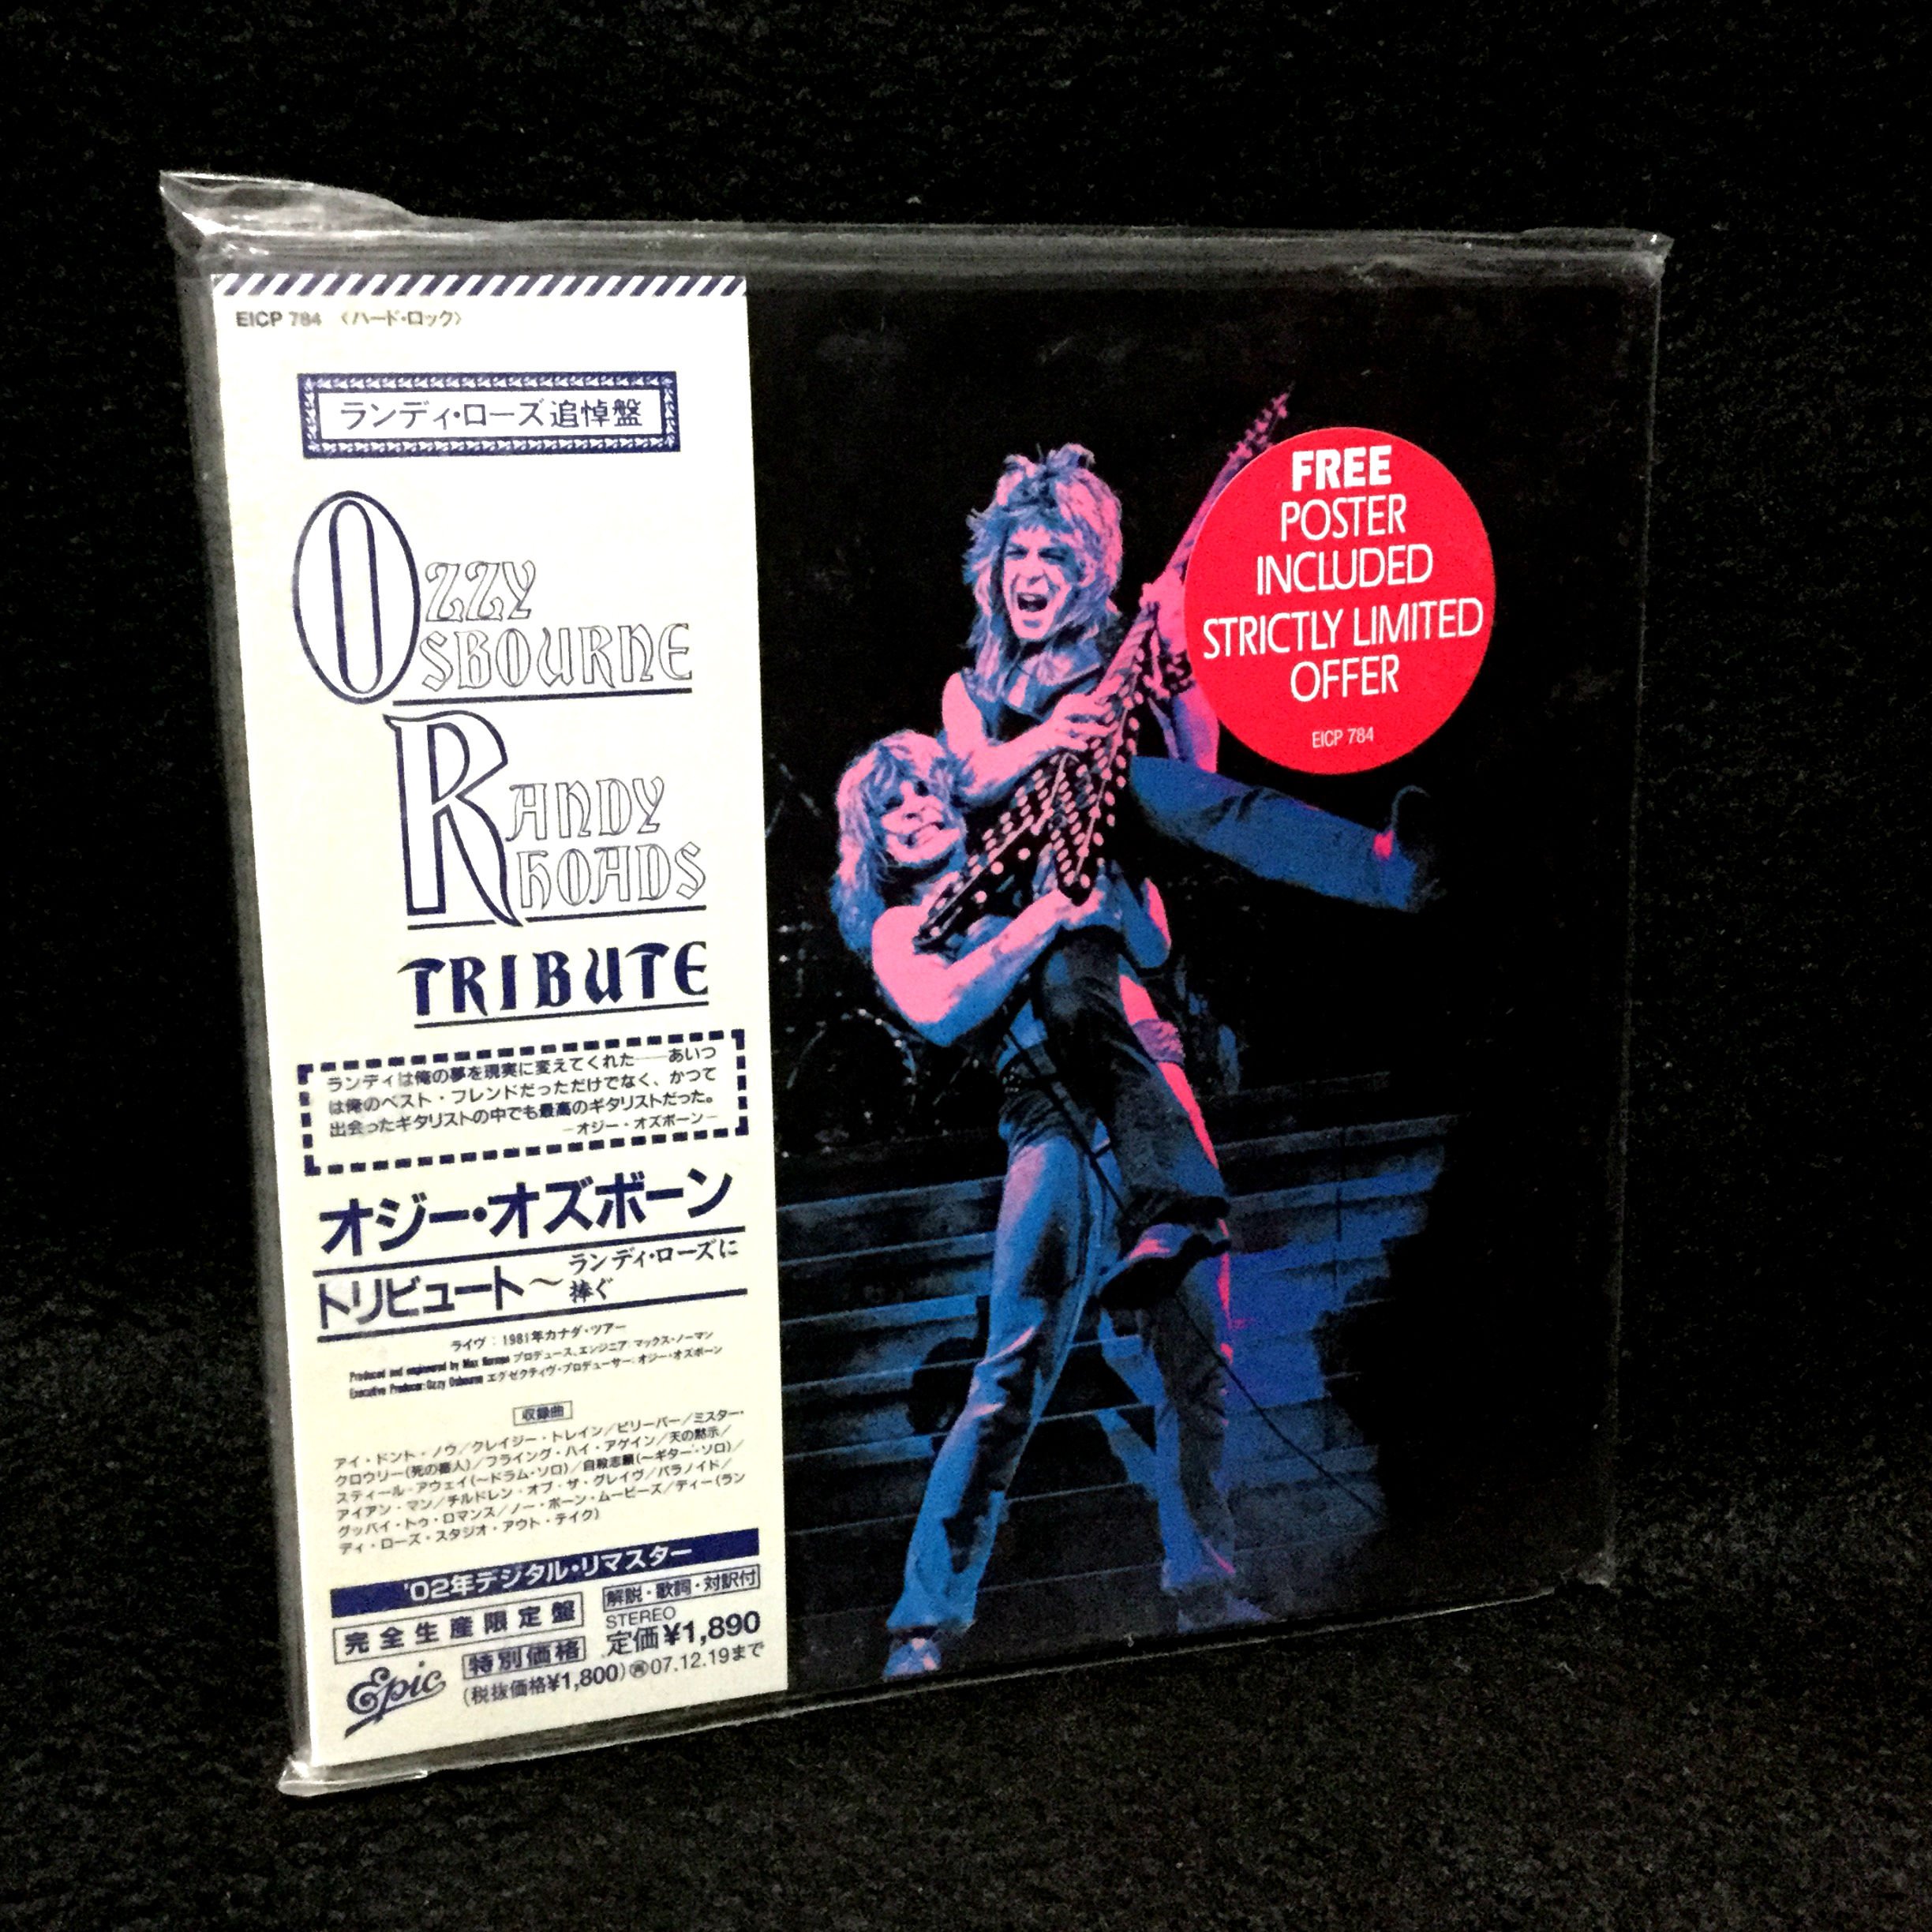 EICP 784 〈ハード・ロック〉
ランディ・ローズ追悼盤
OZZY
OSBOURNE
RANDY
RHOADS
TRIBUTE
ランディは俺の夢を現実に変えてくれた──あいつ
は俺のベスト・フレンドだっただけでなく、かつて
出会ったギタリストの中でも最高のギタリストだった。
―オジー・オズボーン―
オジー・オズボーン
トリビュート～ランディ・ローズに
捧ぐ
ライヴ：1981年カナダ・ツアー
Produced and engineered by Max Norman プロデュース、エンジニア：マックス・ノーマン
Executive Producer: Ozzy Osbourne エグゼクティヴ・プロデューサー：オジー・オズボーン
収録曲
アイ・ドント・ノウ／クレイジー・トレイン／ビリーバー／ミスター・
クロウリー(死の番人)／フライング・ハイ・アゲイン／天の黙示／
スティール・アウェイ(～ドラム・ソロ)／自殺志願(～ギター・ソロ)／
アイアン・マン／チルドレン・オブ・ザ・グレイヴ／パラノイド／
グッバイ・トゥ・ロマンス／ノー・ボーン・ムービーズ／ディー(ラン
ディ・ローズ・スタジオ・アウト・テイク)
'02年デジタル・リマスター
完全生産限定盤
解説・歌詞・対訳付
STEREO
特別価格
定価¥1,890
(税抜価格¥1,800)㊢07.12.19まで
Epic
FREE
POSTER
INCLUDED
STRICTLY LIMITED
OFFER
EICP 784